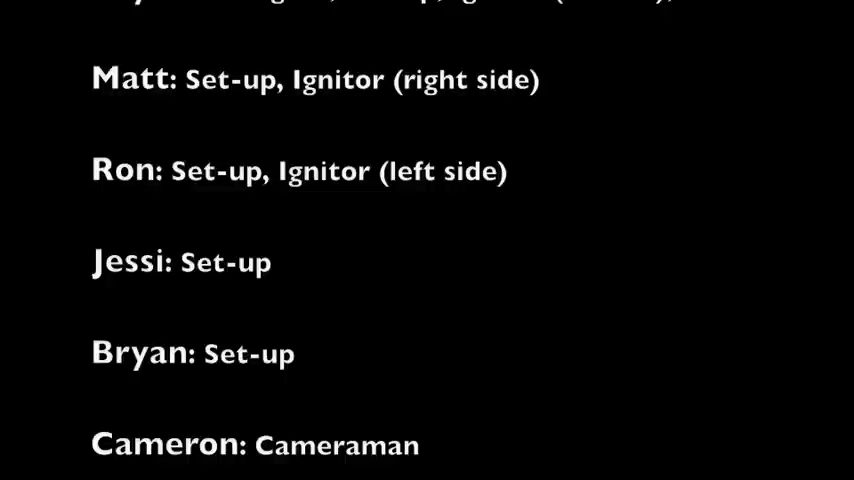 Matt: Set-up, Ignitor (right side)
Ron: Set-up, Ignitor (left side)
Jessi: Set-up
Bryan: Set-up
Cameron: Cameraman